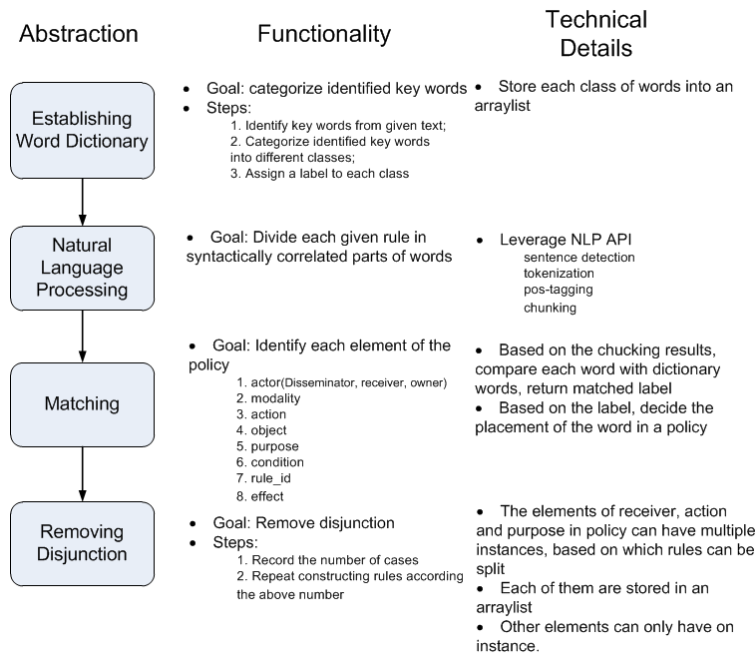 Abstraction
Functionality
Technical
Details
Establishing
Word Dictionary
• Goal: categorize identified key words
• Steps:
1. Identify key words from given text;
2. Categorize identified key words
into different classes;
3. Assign a label to each class
• Store each class of words into an
arraylist
Natural
Language
Processing
• Goal: Divide each given rule in
syntactically correlated parts of words
• Leverage NLP API
sentence detection
tokenization
pos-tagging
chunking
Matching
• Goal: Identify each element of the
policy
1. actor(Disseminator, receiver, owner)
2. modality
3. action
4. object
5. purpose
6. condition
7. rule_id
8. effect
• Based on the chucking results,
compare each word with dictionary
words, return matched label
• Based on the label, decide the
placement of the word in a policy
Removing
Disjunction
• Goal: Remove disjunction
• Steps:
1. Record the number of cases
2. Repeat constructing rules according
the above number
• The elements of receiver, action
and purpose in policy can have multiple
instances, based on which rules can be
split
• Each of them are stored in an
arraylist
• Other elements can only have on
instance.